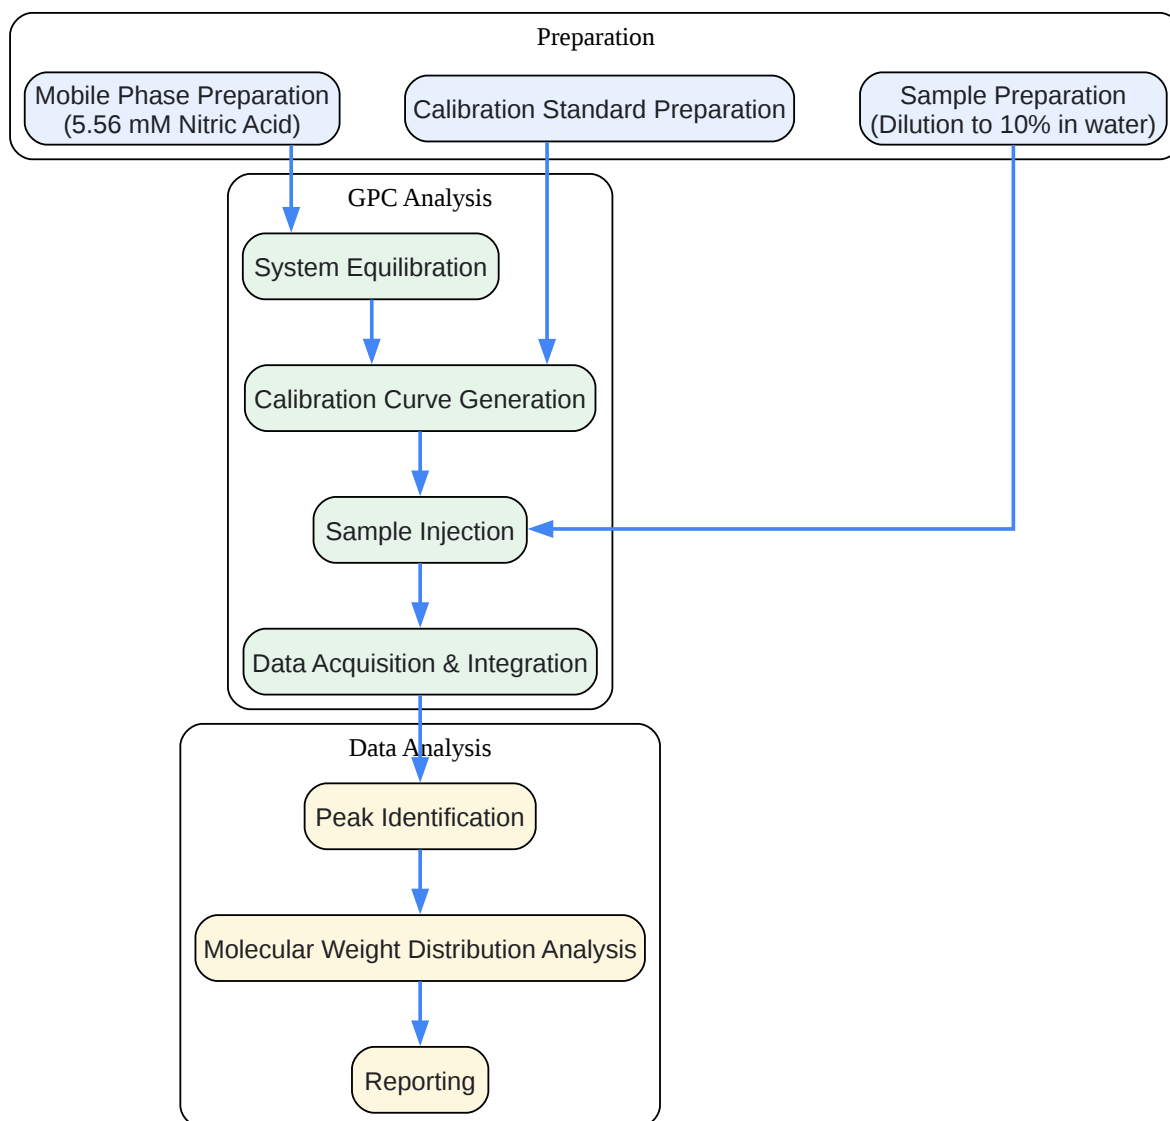 Preparation
Mobile Phase Preparation
(5.56 mM Nitric Acid)
Calibration Standard Preparation
Sample Preparation
(Dilution to 10% in water)
GPC Analysis
System Equilibration
Calibration Curve Generation
Sample Injection
Data Acquisition & Integration
Data Analysis
Peak Identification
Molecular Weight Distribution Analysis
Reporting